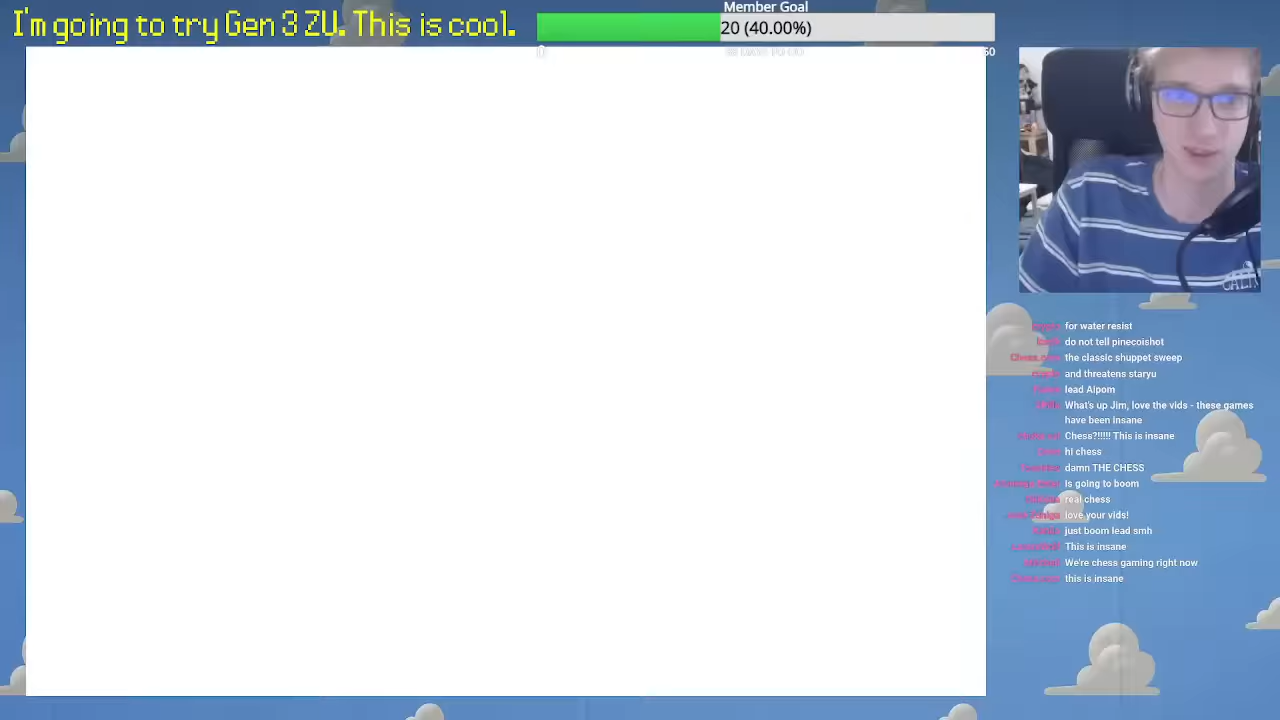 I'm going to try Gen 3 ZU. This is cool.
Member Goal
20 (40.00%)
0
50
for water resist
do not tell pinecoishot
the classic shuppet sweep
and threatens staryu
lead Aipom
What's up Jim, love the vids - these games
have been insane
Chess?!!!!! This is insane
hi chess
damn THE CHESS
is going to boom
real chess
love your vids!
just boom lead smh
This is insane
We're chess gaming right now
this is insane